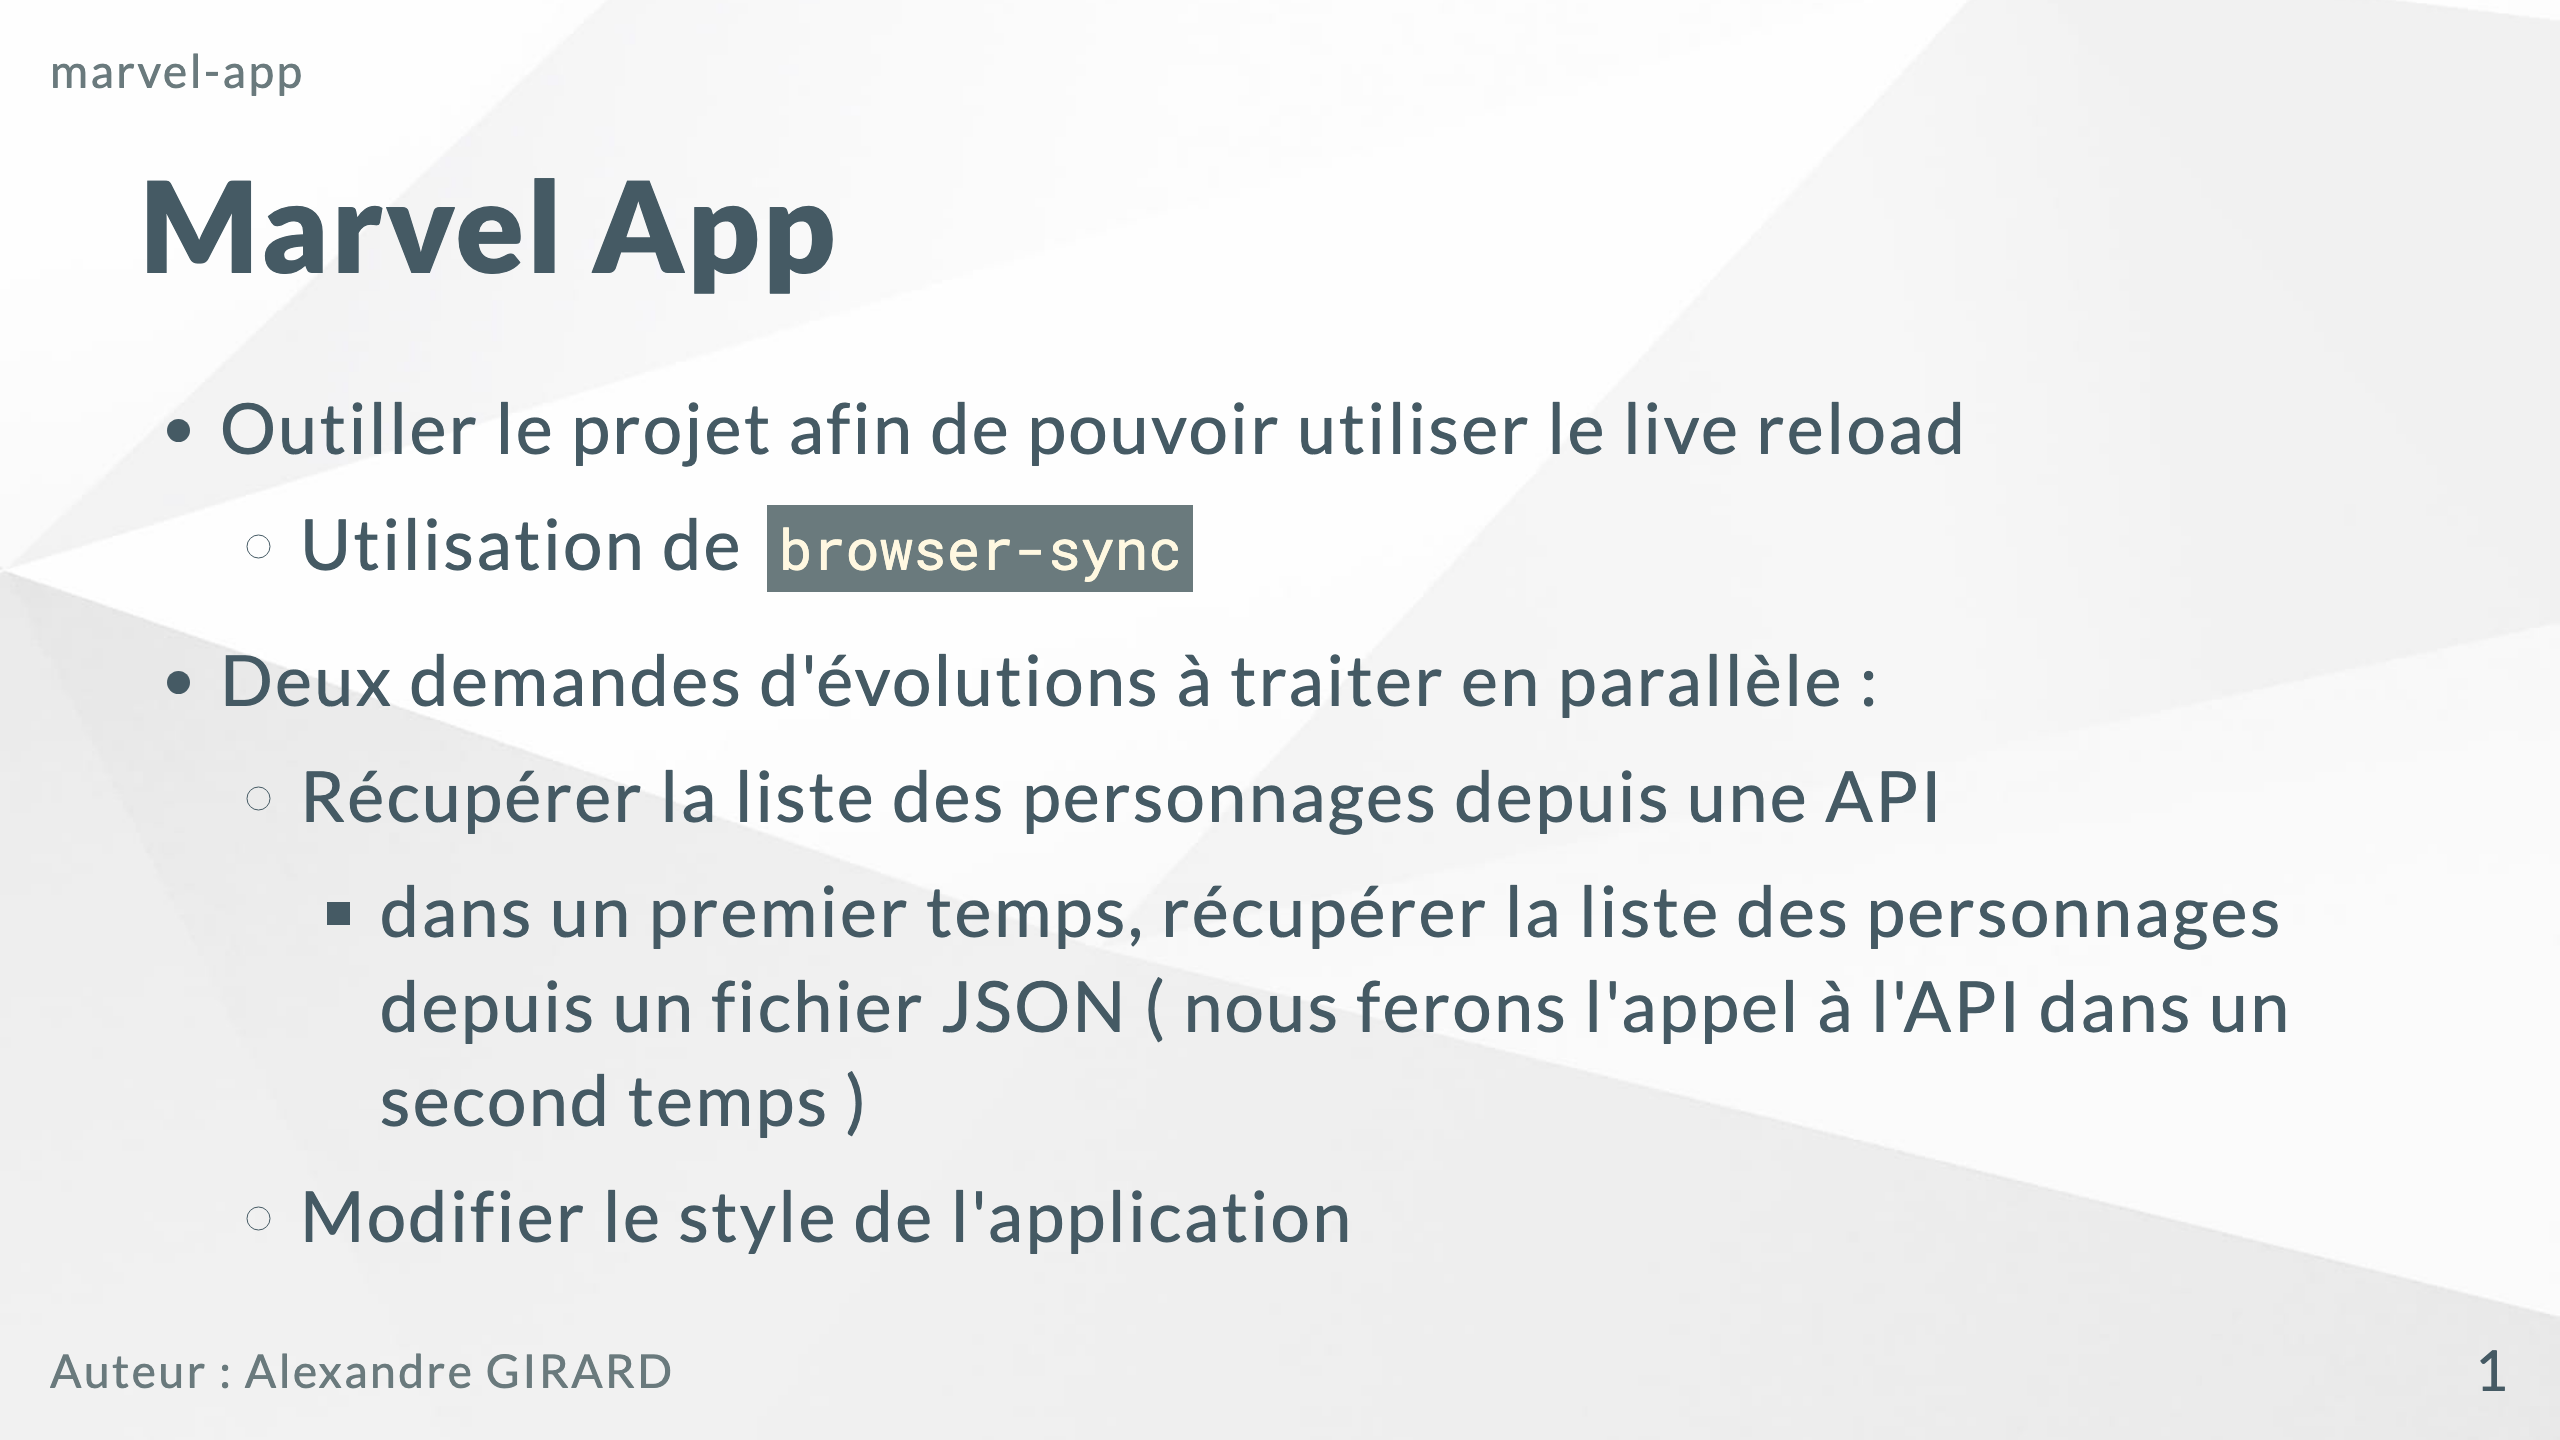 marvel-app
Marvel App
• Outiller le projet afin de pouvoir utiliser le live reload
○ Utilisation de browser-sync
• Deux demandes d'évolutions à traiter en parallèle :
○ Récupérer la liste des personnages depuis une API
▪ dans un premier temps, récupérer la liste des personnages
depuis un fichier JSON ( nous ferons l'appel à l'API dans un
second temps )
○ Modifier le style de l'application
Auteur : Alexandre GIRARD
1